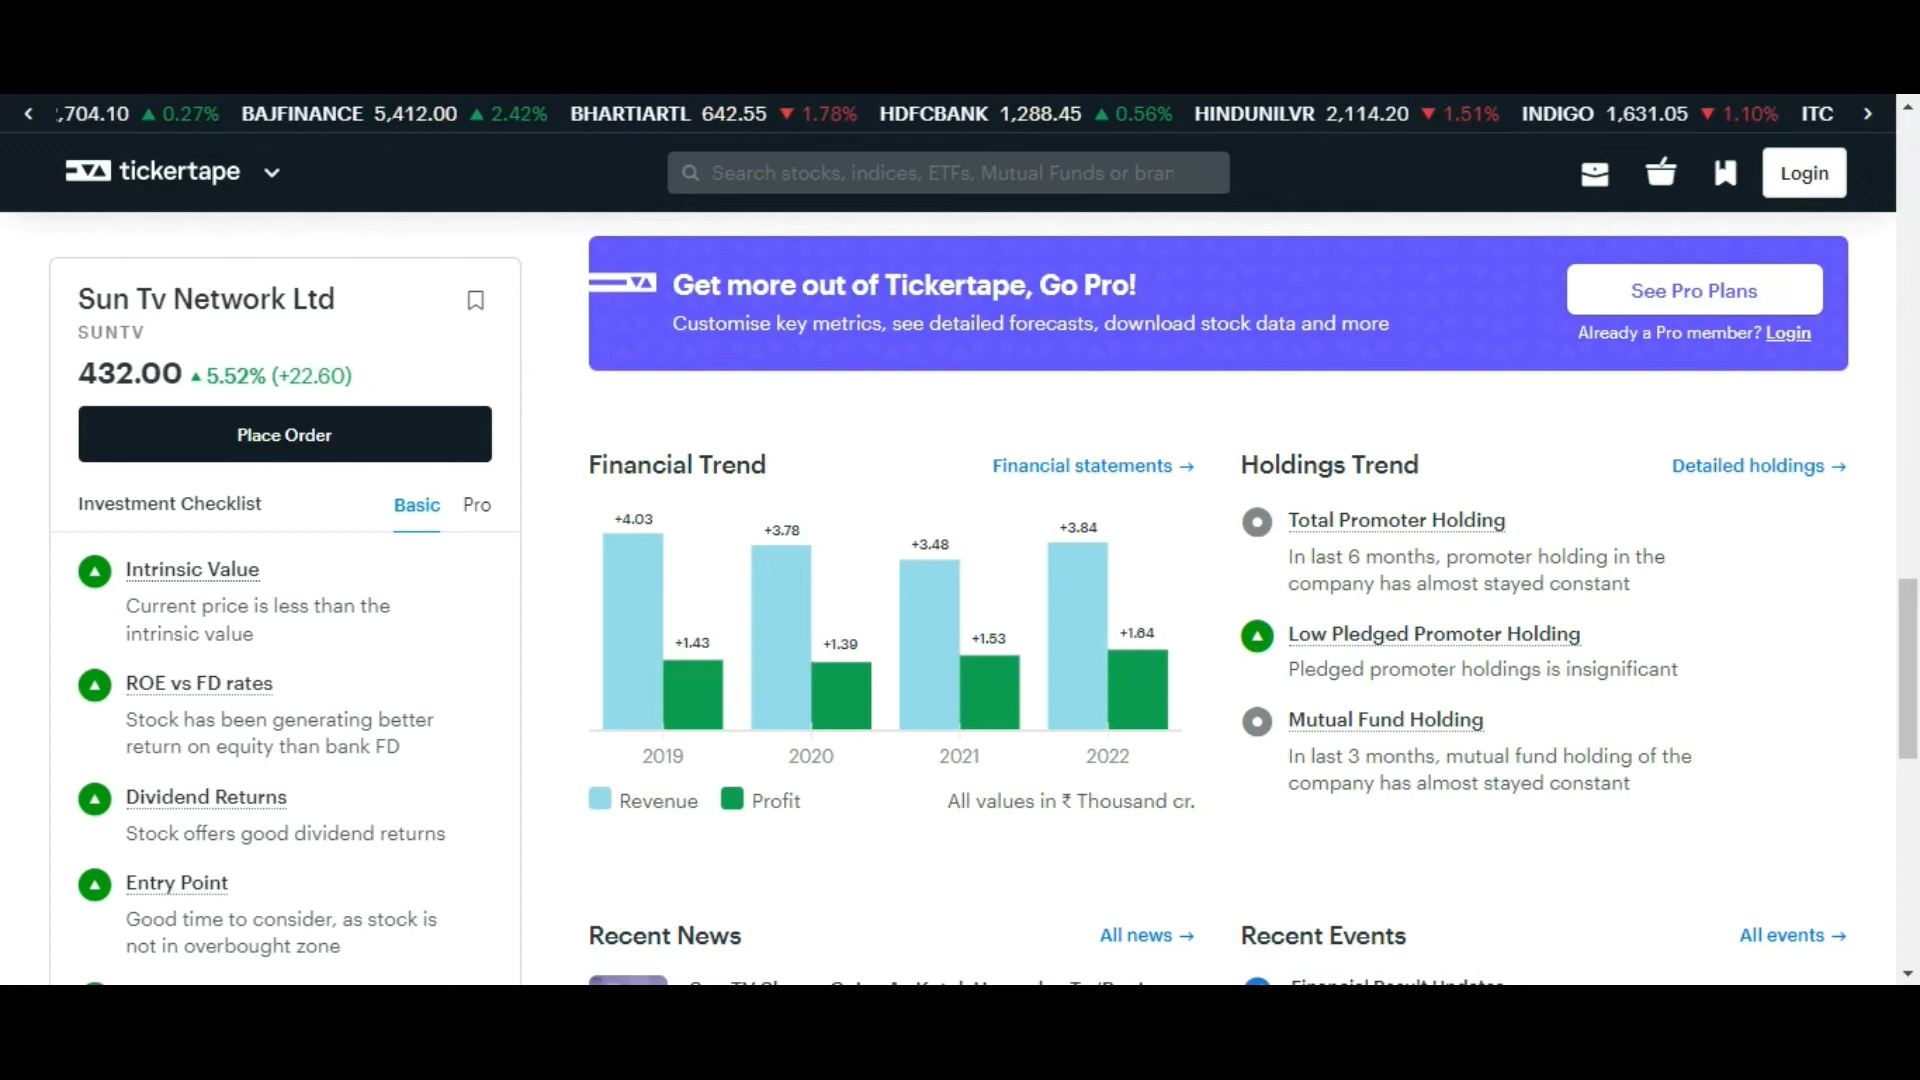 :,704.10 ▲ 0.27% BAJFINANCE 5,412.00 ▲ 2.42% BHARTIARTL 642.55 ▼ 1.78% HDFCBANK 1,288.45 ▲ 0.56% HINDUNILVR 2,114.20 ▼ 1.51% INDIGO 1,631.05 ▼ 1.10% ITC
tickertape
Search stocks, indices, ETFs, Mutual Funds or brar
Login
Sun Tv Network Ltd
SUNTV
432.00 ▲ 5.52% (+22.60)
Place Order
Investment Checklist Basic Pro
Intrinsic Value
Current price is less than the
intrinsic value
ROE vs FD rates
Stock has been generating better
return on equity than bank FD
Dividend Returns
Stock offers good dividend returns
Entry Point
Good time to consider, as stock is
not in overbought zone
Get more out of Tickertape, Go Pro!
Customise key metrics, see detailed forecasts, download stock data and more
See Pro Plans
Already a Pro member? Login
Financial Trend Financial statements →
+4.03 +3.78 +3.48 +3.84
+1.43 +1.39 +1.53 +1.64
2019 2020 2021 2022
Revenue Profit All values in ₹ Thousand cr.
Holdings Trend Detailed holdings →
Total Promoter Holding
In last 6 months, promoter holding in the
company has almost stayed constant
Low Pledged Promoter Holding
Pledged promoter holdings is insignificant
Mutual Fund Holding
In last 3 months, mutual fund holding of the
company has almost stayed constant
Recent News All news →
Recent Events All events →
Financial Result Updates